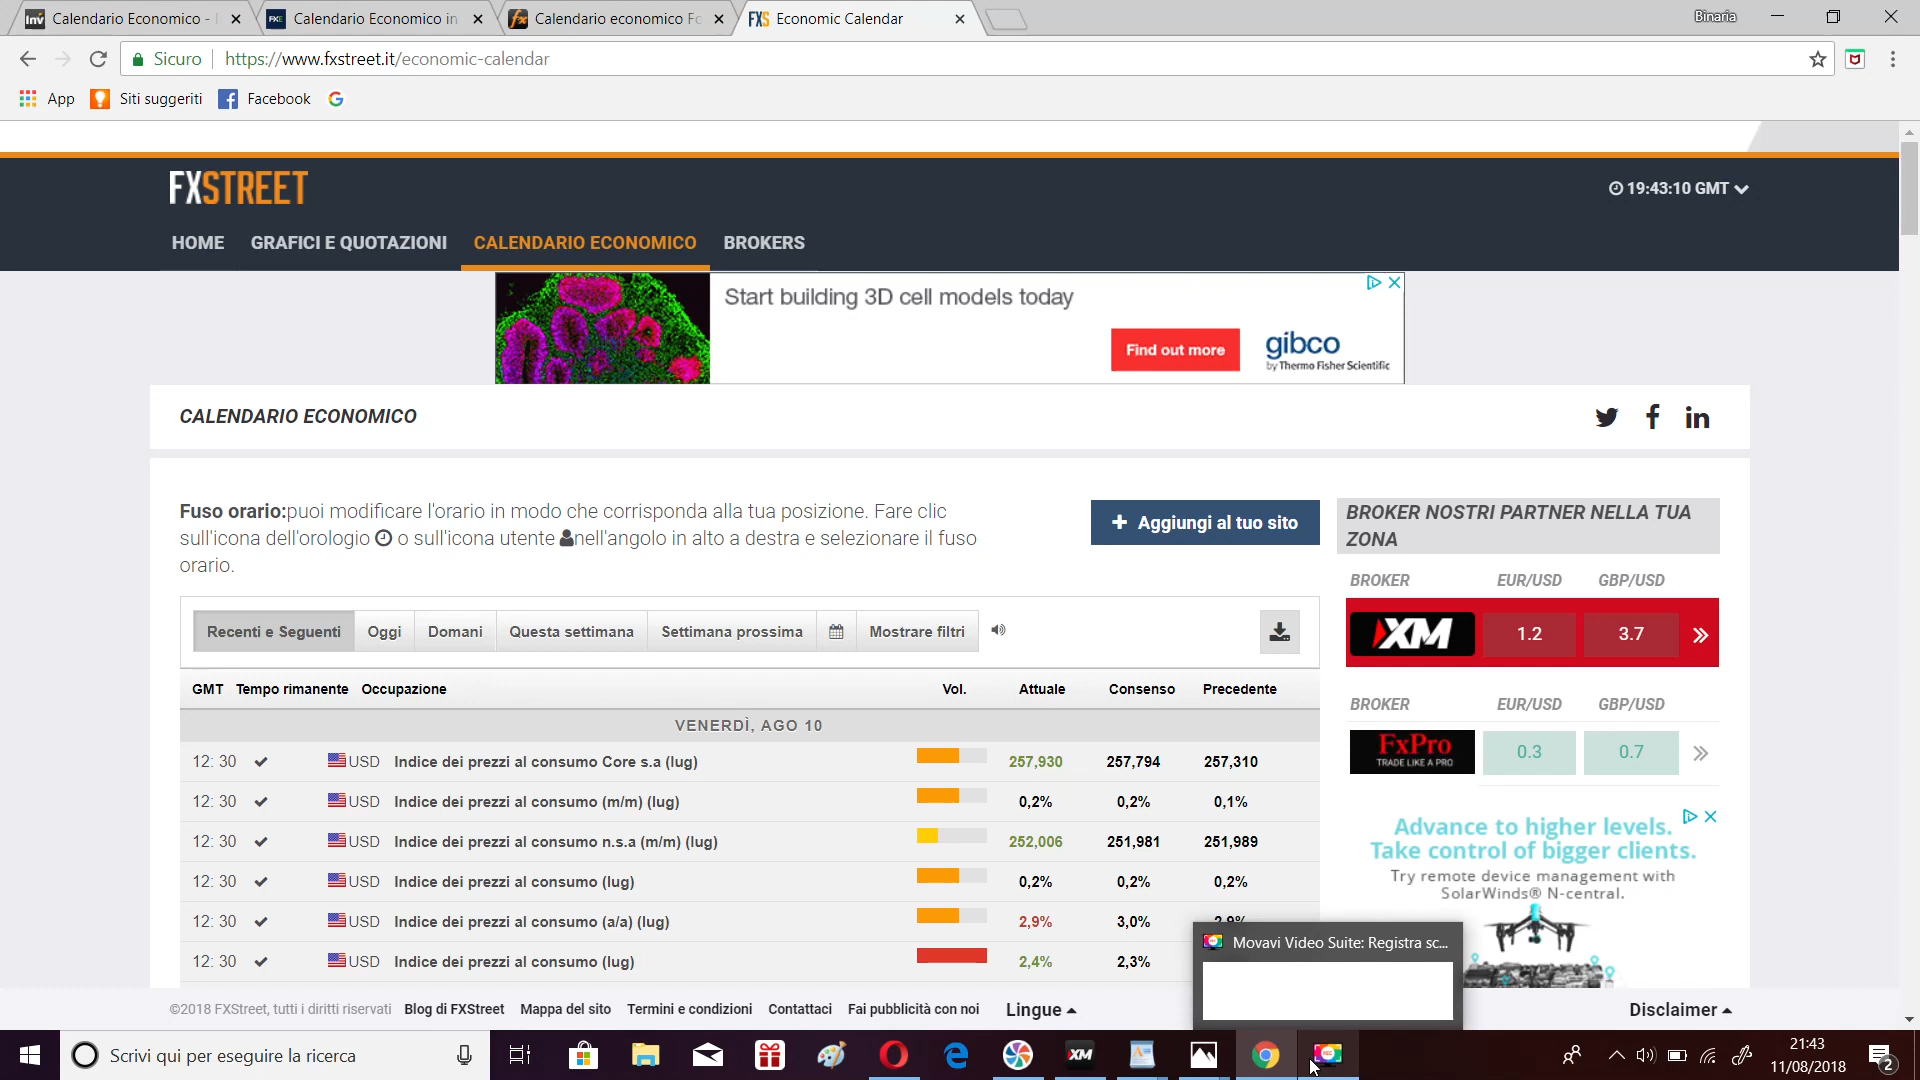 Calendario Economico -
Calendario Economico in
Calendario economico Fo
Economic Calendar
Binaria
Sicuro
https://www.fxstreet.it/economic-calendar
App
Siti suggeriti
Facebook
FXSTREET
19:43:10 GMT
HOME
GRAFICI E QUOTAZIONI
CALENDARIO ECONOMICO
BROKERS
Start building 3D cell models today
Find out more
gibco
by Thermo Fisher Scientific
CALENDARIO ECONOMICO
Fuso orario:puoi modificare l'orario in modo che corrisponda alla tua posizione. Fare clic
sull'icona dell'orologio o sull'icona utente nell'angolo in alto a destra e selezionare il fuso
orario.
+ Aggiungi al tuo sito
Recenti e Seguenti
Oggi
Domani
Questa settimana
Settimana prossima
Mostrare filtri
GMT Tempo rimanente Occupazione Vol. Attuale Consenso Precedente
VENERDÌ, AGO 10
12: 30 USD Indice dei prezzi al consumo Core s.a (lug) 257,930 257,794 257,310
12: 30 USD Indice dei prezzi al consumo (m/m) (lug) 0,2% 0,2% 0,1%
12: 30 USD Indice dei prezzi al consumo n.s.a (m/m) (lug) 252,006 251,981 251,989
12: 30 USD Indice dei prezzi al consumo (lug) 0,2% 0,2% 0,2%
12: 30 USD Indice dei prezzi al consumo (a/a) (lug) 2,9% 3,0% 2,9%
12: 30 USD Indice dei prezzi al consumo (lug) 2,4% 2,3%
BROKER NOSTRI PARTNER NELLA TUA
ZONA
BROKER EUR/USD GBP/USD
XM 1.2 3.7
BROKER EUR/USD GBP/USD
FxPro
TRADE LIKE A PRO
0.3 0.7
Advance to higher levels.
Take control of bigger clients.
Try remote device management with
SolarWinds® N-central.
Movavi Video Suite: Registra sc...
©2018 FXStreet, tutti i diritti riservati
Blog di FXStreet
Mappa del sito
Termini e condizioni
Contattaci
Fai pubblicità con noi
Lingue
Disclaimer
Scrivi qui per eseguire la ricerca
XM
21:43
11/08/2018
2